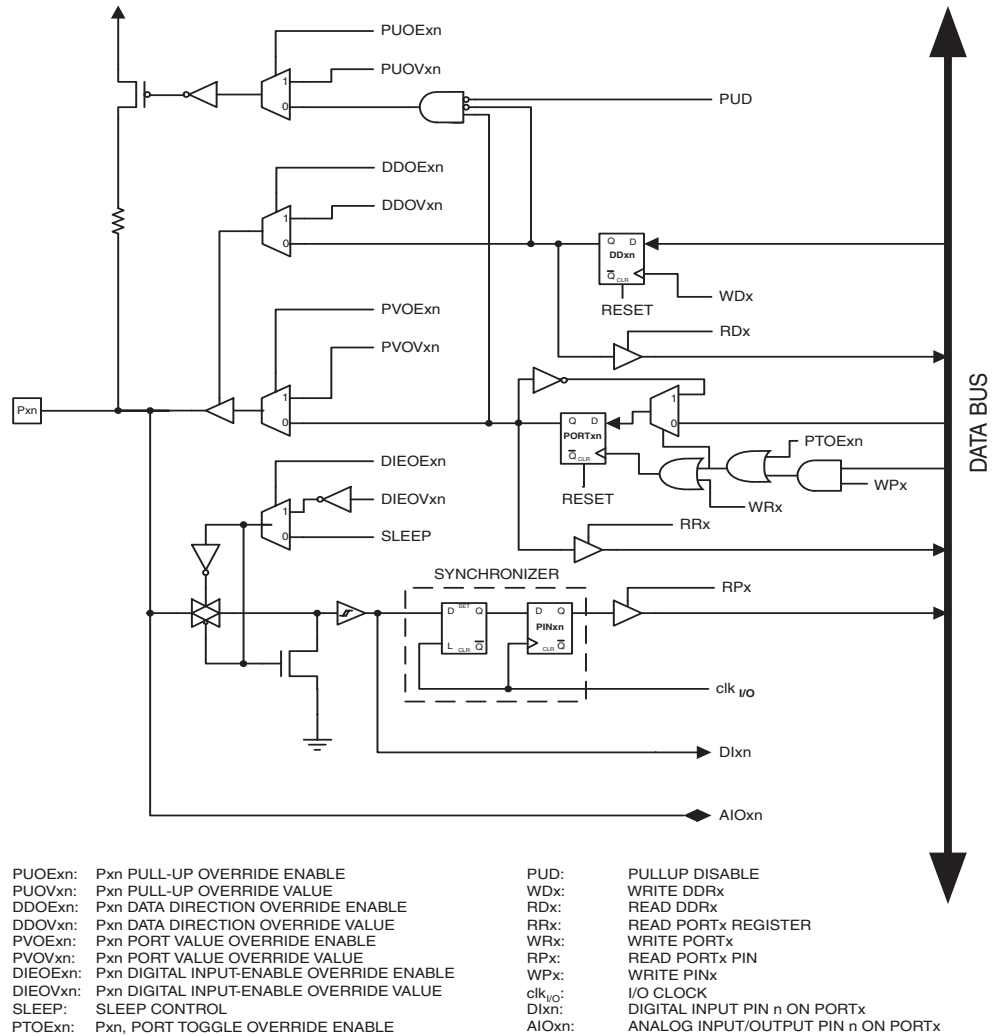 PUOExn
PUOVxn
1
0
PUD
DDOExn
DDOVxn
1
0
Q D
DDxn
Q CLR
WDx
RESET
PVOExn
RDx
PVOVxn
1
0
Pxn
1
0
Q D
PORTxn
Q CLR
PTOExn
DATA BUS
DIEOExn
WPx
RESET
WRx
DIEOVxn
1
RRx
0
SLEEP
SYNCHRONIZER
RPx
D SET Q
D Q
PINxn
L CLR Q
CLR Q
clk I/O
DIxn
AIOxn
PUOExn: Pxn PULL-UP OVERRIDE ENABLE
PUOVxn: Pxn PULL-UP OVERRIDE VALUE
DDOExn: Pxn DATA DIRECTION OVERRIDE ENABLE
DDOVxn: Pxn DATA DIRECTION OVERRIDE VALUE
PVOExn: Pxn PORT VALUE OVERRIDE ENABLE
PVOVxn: Pxn PORT VALUE OVERRIDE VALUE
DIEOExn: Pxn DIGITAL INPUT-ENABLE OVERRIDE ENABLE
DIEOVxn: Pxn DIGITAL INPUT-ENABLE OVERRIDE VALUE
SLEEP: SLEEP CONTROL
PTOExn: Pxn, PORT TOGGLE OVERRIDE ENABLE
PUD: PULLUP DISABLE
WDx: WRITE DDRx
RDx: READ DDRx
RRx: READ PORTx REGISTER
WRx: WRITE PORTx
RPx: READ PORTx PIN
WPx: WRITE PINx
clkI/O: I/O CLOCK
DIxn: DIGITAL INPUT PIN n ON PORTx
AIOxn: ANALOG INPUT/OUTPUT PIN n ON PORTx